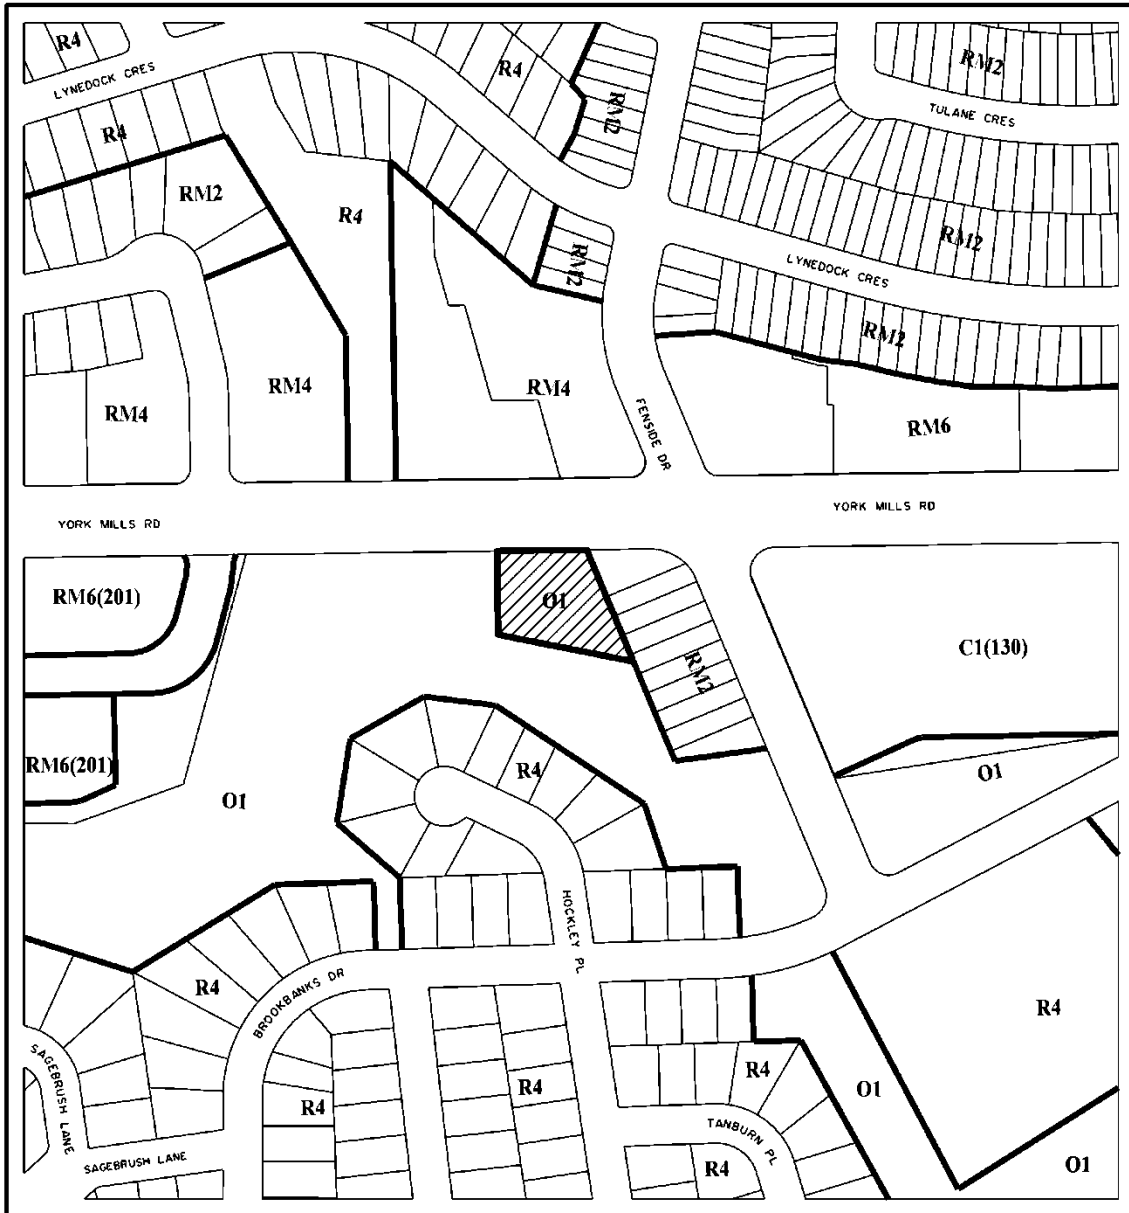 R4
LYNEDOCK CRES
R4
R4
RM2
RM2
TULANE CRES
RM2
R4
RM2
RM2
LYNEDOCK CRES
RM2
RM4
RM4
RM4
FENSIDE DR
RM6
YORK MILLS RD
YORK MILLS RD
RM6(201)
O1
RM2
C1(130)
RM6(201)
R4
O1
O1
HOCKLEY PL
R4
BROOKBANKS DR
R4
SAGEBRUSH LANE
R4
R4
R4
O1
TANBURN PL
SAGEBRUSH LANE
R4
O1